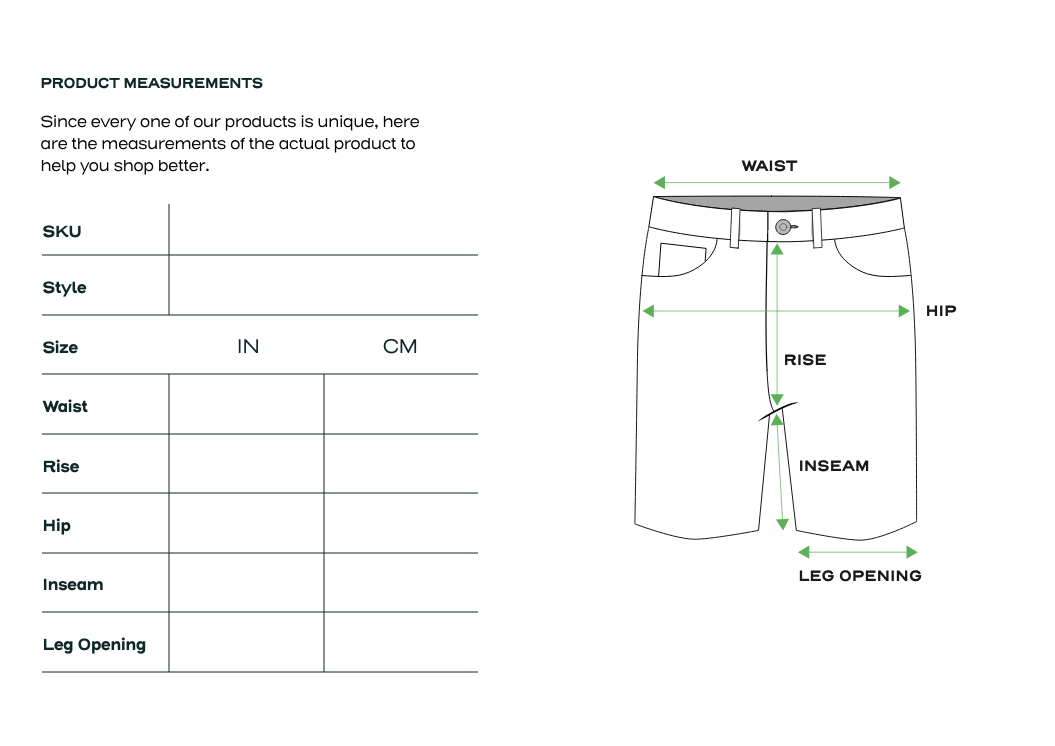 PRODUCT MEASUREMENTS
Since every one of our products is unique, here
are the measurements of the actual product to
help you shop better.
SKU
Style
Size IN CM
Waist
Rise
Hip
Inseam
Leg Opening
WAIST
HIP
RISE
INSEAM
LEG OPENING